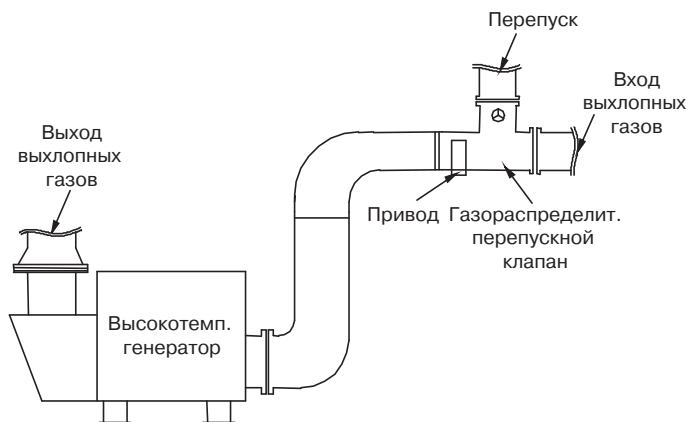 Перепуск
Вход
выхлопных
газов
Выход
выхлопных
газов
Привод
Газораспределит.
перепускной
клапан
Высокотемп.
генератор